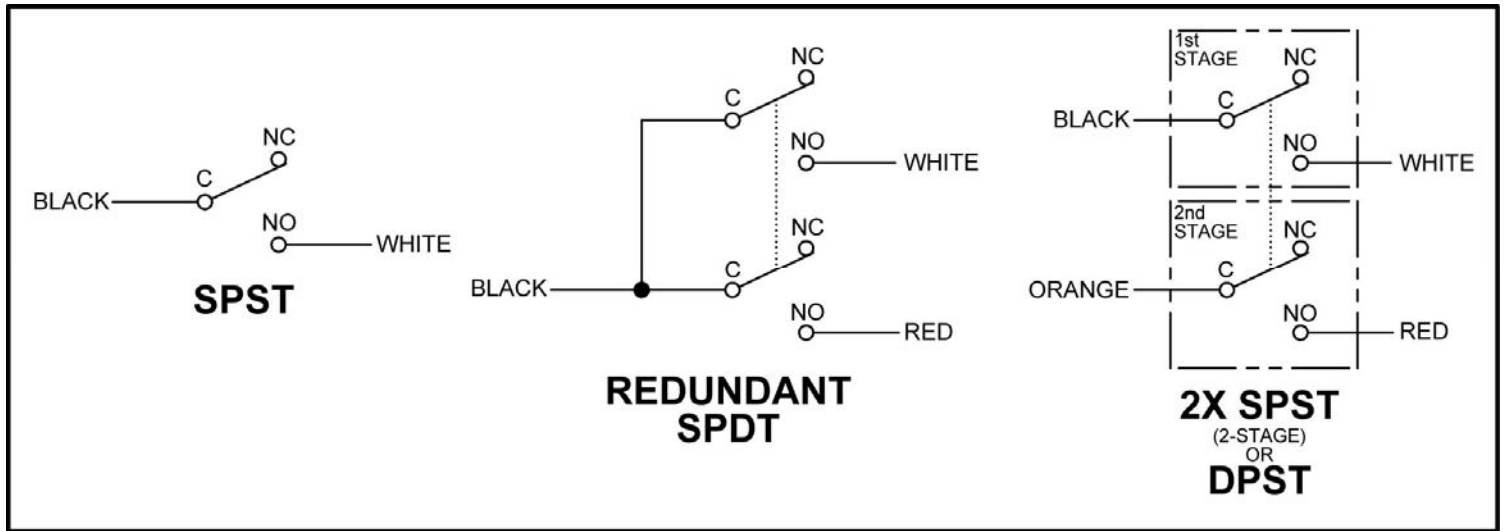 NC
C
BLACK
NO
WHITE
SPST
NC
C
NO
WHITE
NC
C
BLACK
NO
RED
REDUNDANT
SPDT
1st
STAGE
NC
C
BLACK
NO
WHITE
2nd
STAGE
NC
C
ORANGE
NO
RED
2X SPST
(2-STAGE)
OR
DPST